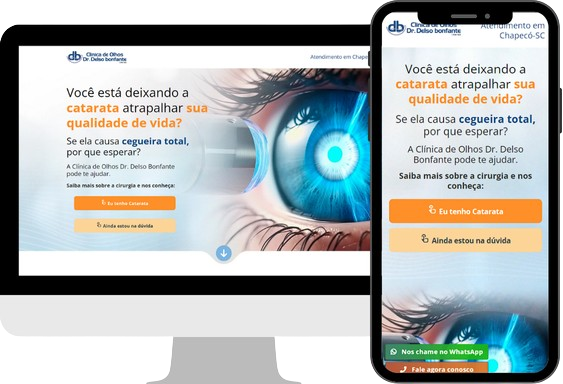 db Clínica de Olhos
Dr. Delso bonfante
Atendimento em Chape
Você está deixando a
catarata atrapalhar sua
qualidade de vida?
Se ela causa cegueira total,
por que esperar?
A Clínica de Olhos Dr. Delso Bonfante
pode te ajudar.
Saiba mais sobre a cirurgia e nos conheça:
Eu tenho Catarata
Ainda estou na dúvida
db Clínica de Olhos
Dr. Delso bonfante
Atendimento em
Chapecó-SC
Você está deixando a
catarata atrapalhar sua
qualidade de vida?
Se ela causa cegueira total,
por que esperar?
A Clínica de Olhos Dr. Delso
Bonfante pode te ajudar.
Saiba mais sobre a cirurgia e nos
conheça:
Eu tenho Catarata
Ainda estou na dúvida
Nos chame no WhatsApp
Fale agora conosco